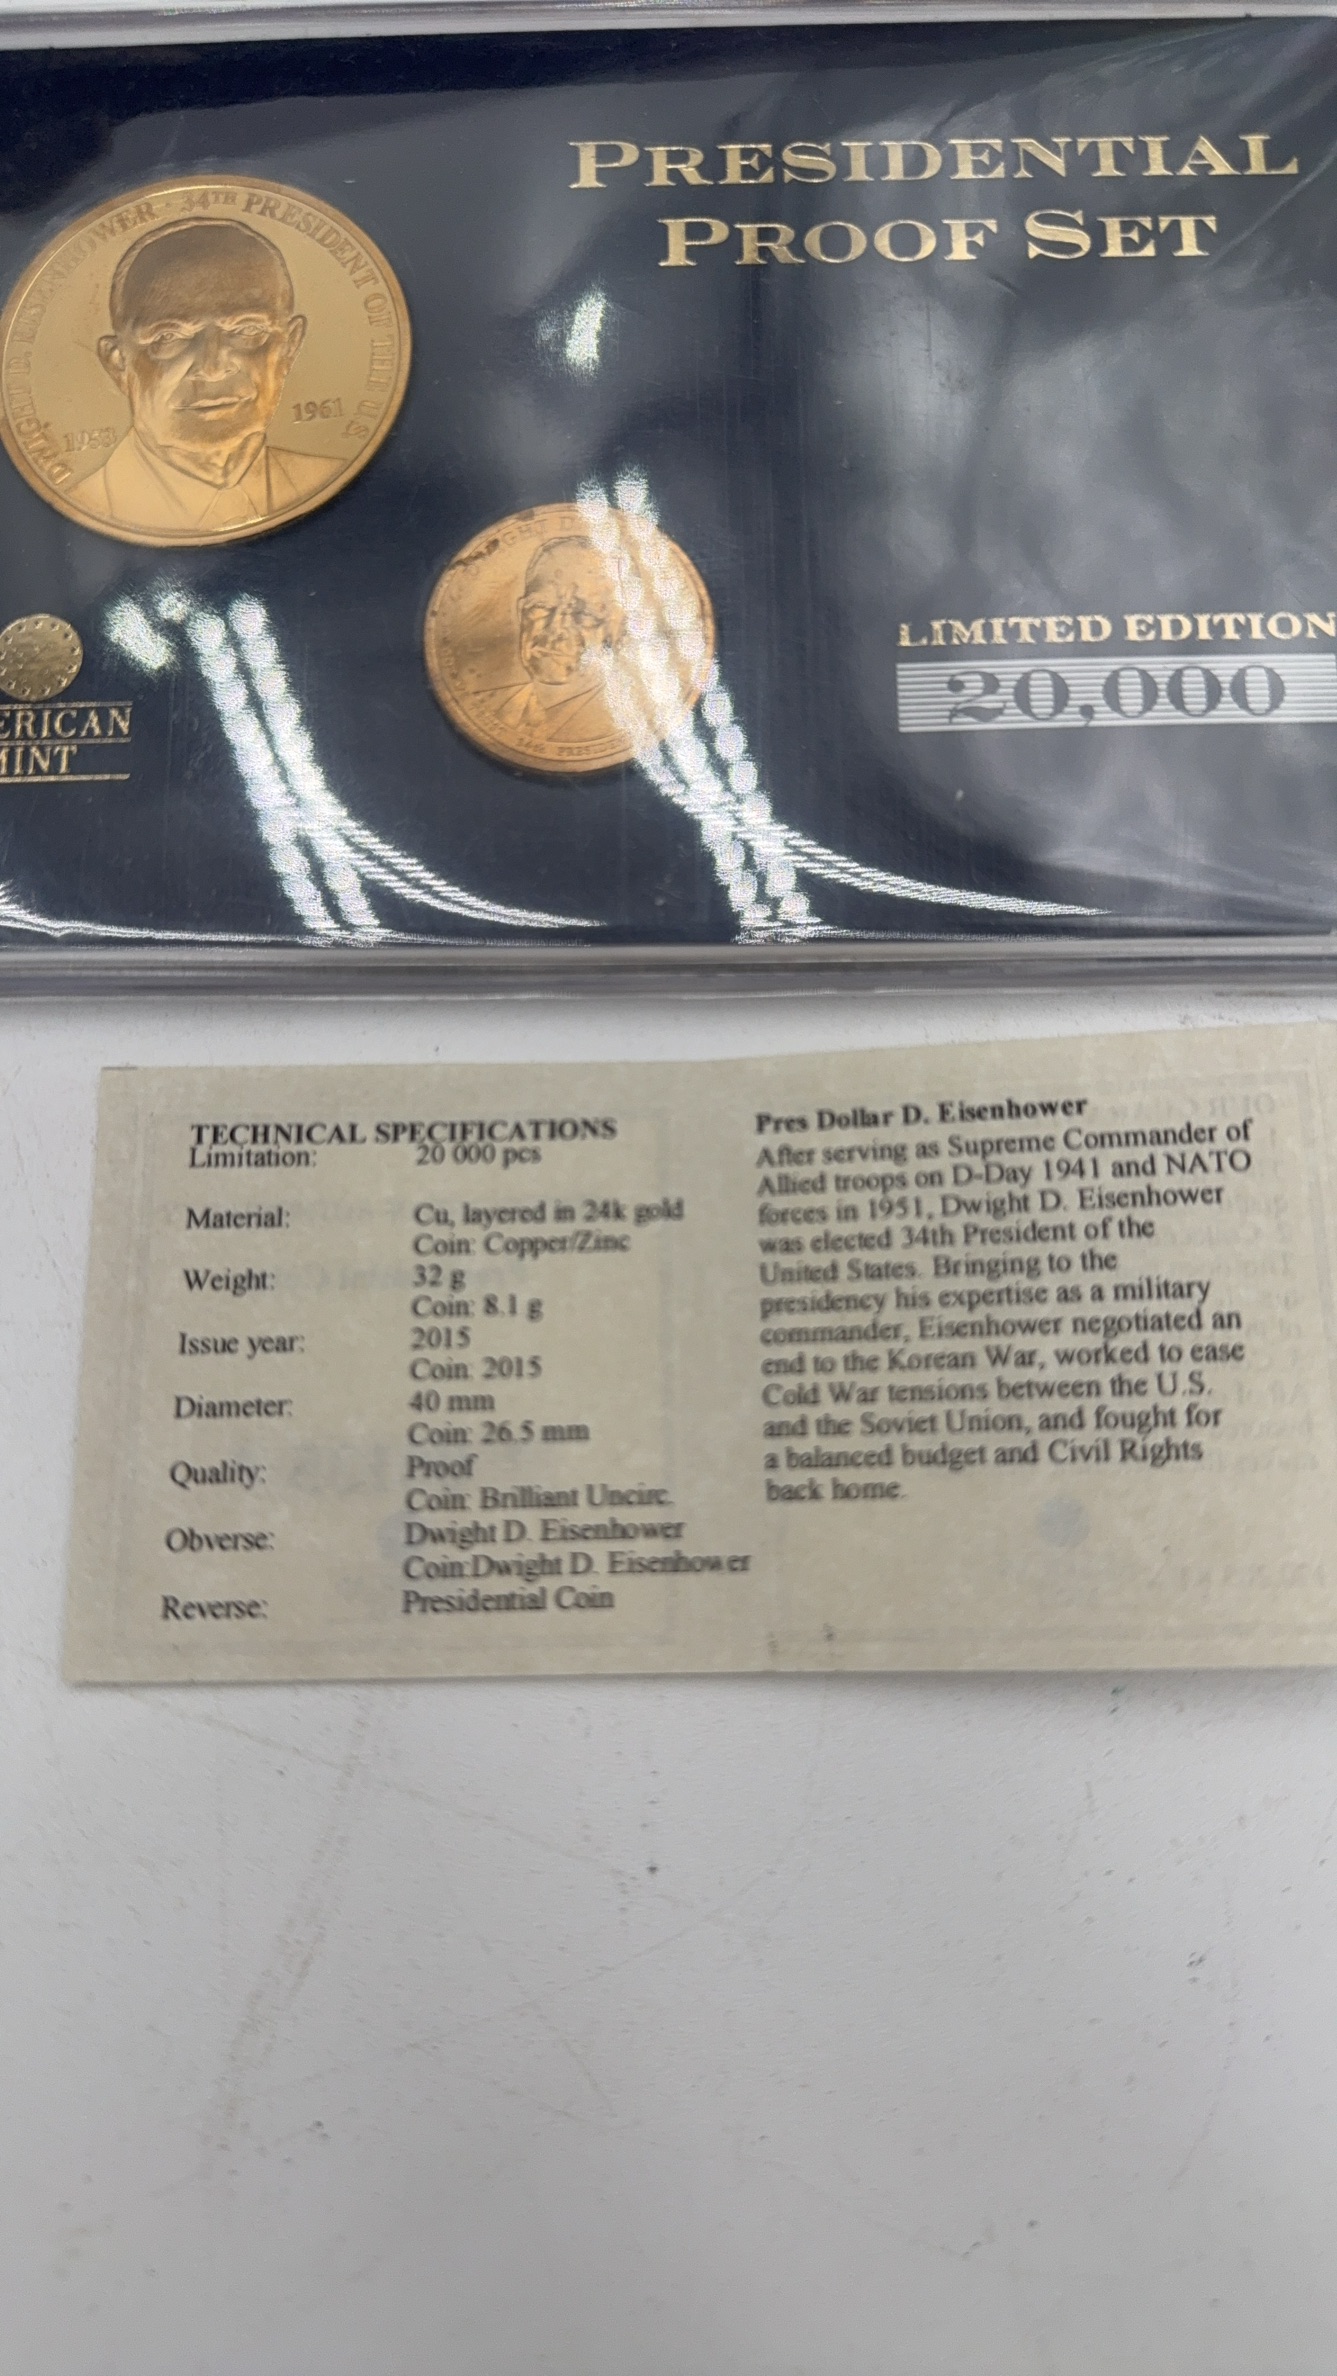 PRESIDENTIAL
PROOF SET
DWIGHT D. EISENHOWER · 34TH PRESIDENT OF THE U.S
1953
1961
LIMITED EDITION
20,000
ERICAN
MINT
TECHNICAL SPECIFICATIONS
Limitation: 20 000 pcs
Material: Cu, layered in 24k gold
Coin: Copper/Zinc
Weight: 32 g
Coin: 8.1 g
Issue year: 2015
Coin: 2015
Diameter: 40 mm
Coin: 26.5 mm
Quality: Proof
Coin: Brilliant Uncirc.
Obverse: Dwight D. Eisenhower
Coin:Dwight D. Eisenhower
Reverse: Presidential Coin
Pres Dollar D. Eisenhower
After serving as Supreme Commander of
Allied troops on D-Day 1941 and NATO
forces in 1951, Dwight D. Eisenhower
was elected 34th President of the
United States. Bringing to the
presidency his expertise as a military
commander, Eisenhower negotiated an
end to the Korean War, worked to ease
Cold War tensions between the U.S.
and the Soviet Union, and fought for
a balanced budget and Civil Rights
back home.